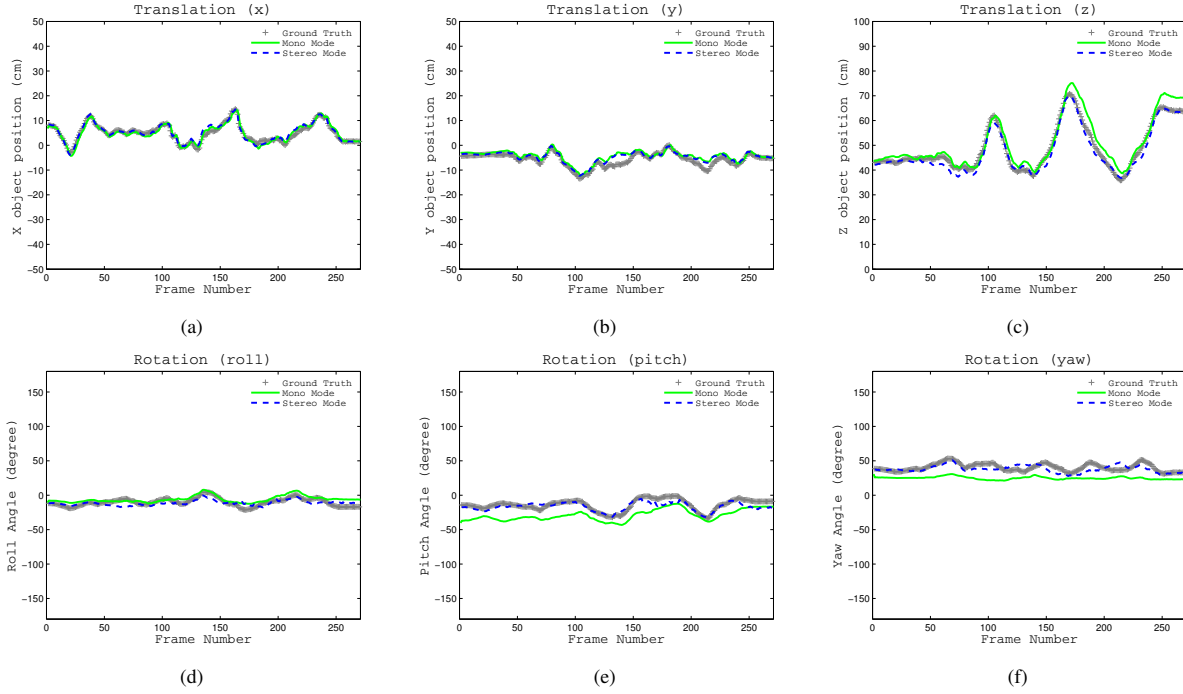 Translation (x)
50
40
30
20
10
0
−10
−20
−30
−40
−50
X object position (cm)
Ground Truth
Mono Mode
Stereo Mode
0 50 100 150 200 250
Frame Number
(a)
Translation (y)
50
40
30
20
10
0
−10
−20
−30
−40
−50
Y object position (cm)
Ground Truth
Mono Mode
Stereo Mode
0 50 100 150 200 250
Frame Number
(b)
Translation (z)
100
90
80
70
60
50
40
30
20
10
0
Z object position (cm)
Ground Truth
Mono Mode
Stereo Mode
0 50 100 150 200 250
Frame Number
(c)
Rotation (roll)
150
100
50
0
−50
−100
−150
Roll Angle (degree)
Ground Truth
Mono Mode
Stereo Mode
0 50 100 150 200 250
Frame Number
(d)
Rotation (pitch)
150
100
50
0
−50
−100
−150
Pitch Angle (degree)
Ground Truth
Mono Mode
Stereo Mode
0 50 100 150 200 250
Frame Number
(e)
Rotation (yaw)
150
100
50
0
−50
−100
−150
Yaw Angle (degree)
Ground Truth
Mono Mode
Stereo Mode
0 50 100 150 200 250
Frame Number
(f)